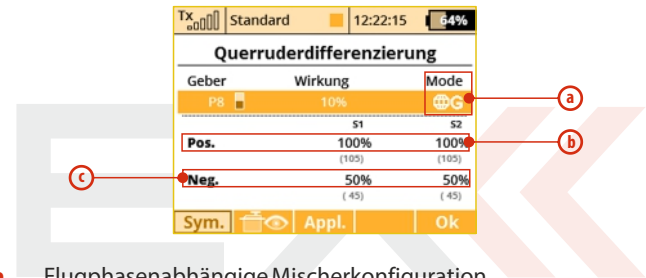 Tx Standard 12:22:15 64%
Querruderdifferenzierung
Geber Wirkung Mode
P8 10% G
a
S1 S2
Pos. 100% 100%
b
(105) (105)
c
Neg. 50% 50%
( 45) ( 45)
Sym. Appl. Ok
Flugphasenabhängige Mischerkonfiguration